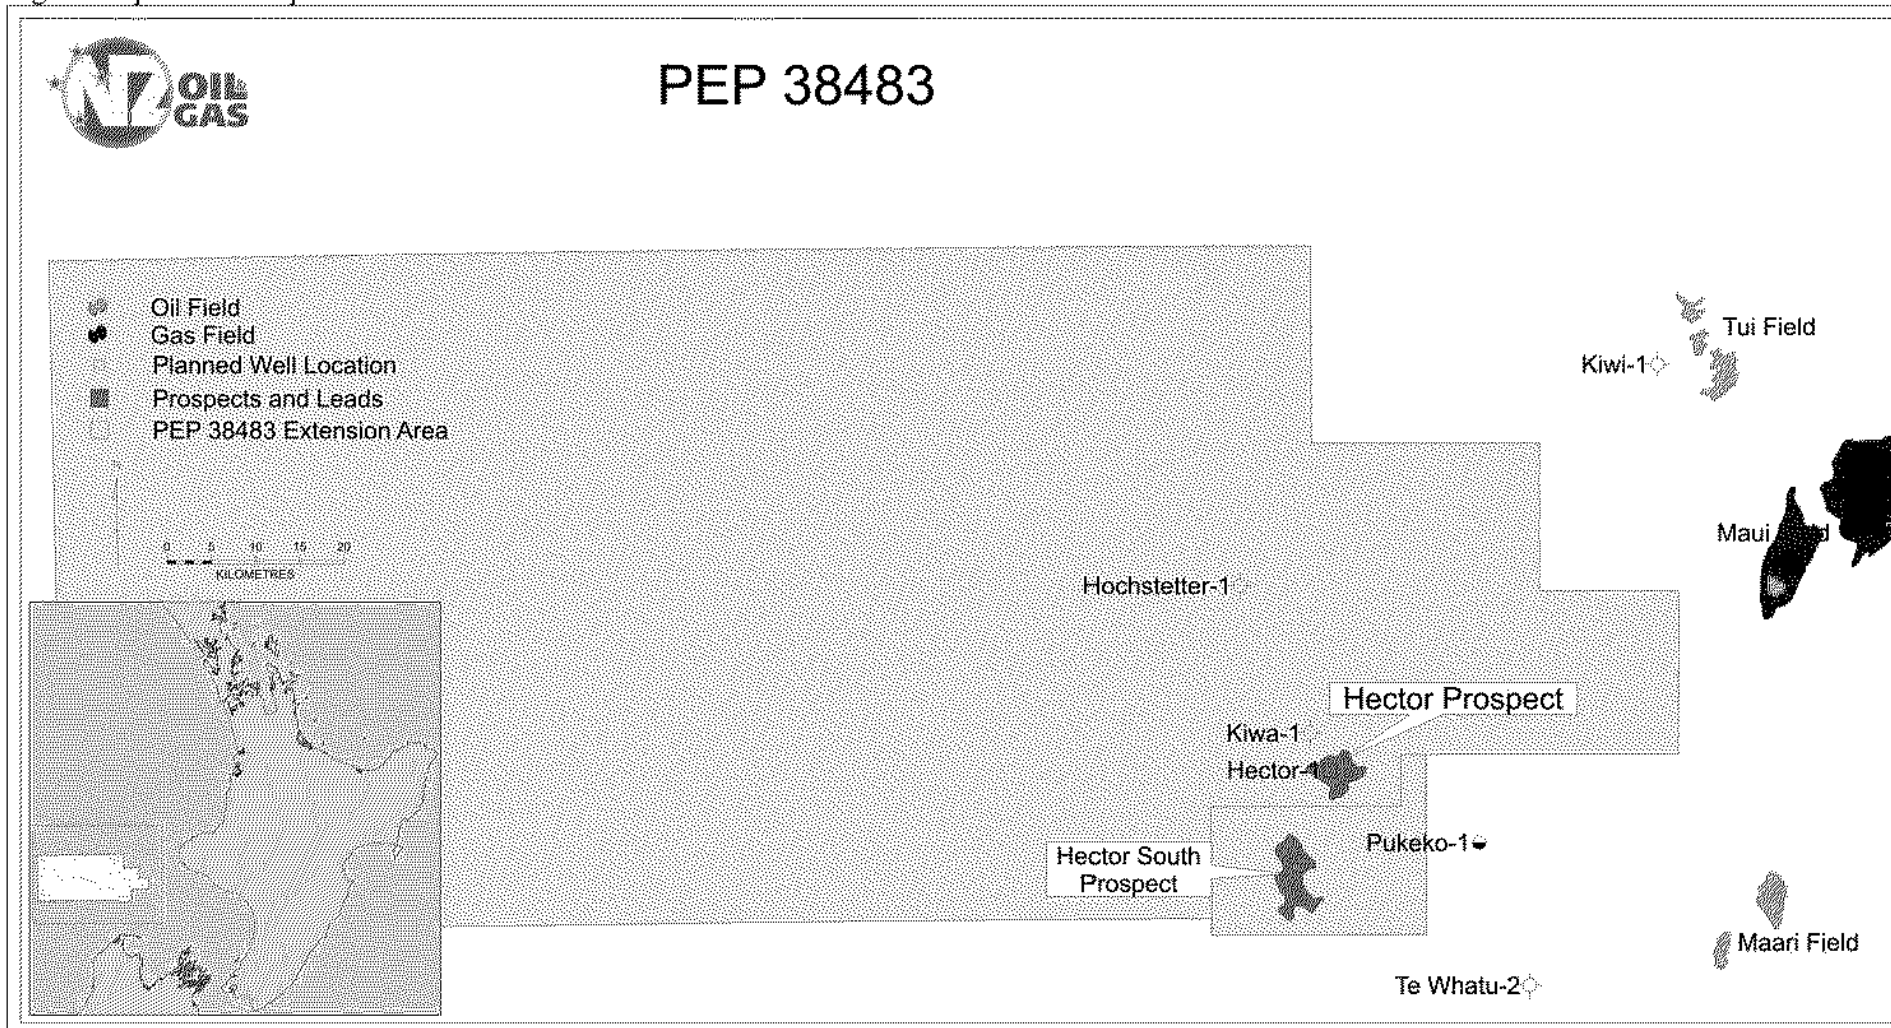 NZ OIL
GAS
PEP 38483
Oil Field
Gas Field
Planned Well Location
Prospects and Leads
PEP 38483 Extension Area
0 5 10 15 20
KILOMETRES
Tui Field
Kiwi-1
Hochstetter-1
Hector Prospect
Kiwa-1
Hector-1
Hector South
Prospect
Pukeko-1
Maari Field
Te Whatu-2
Maui